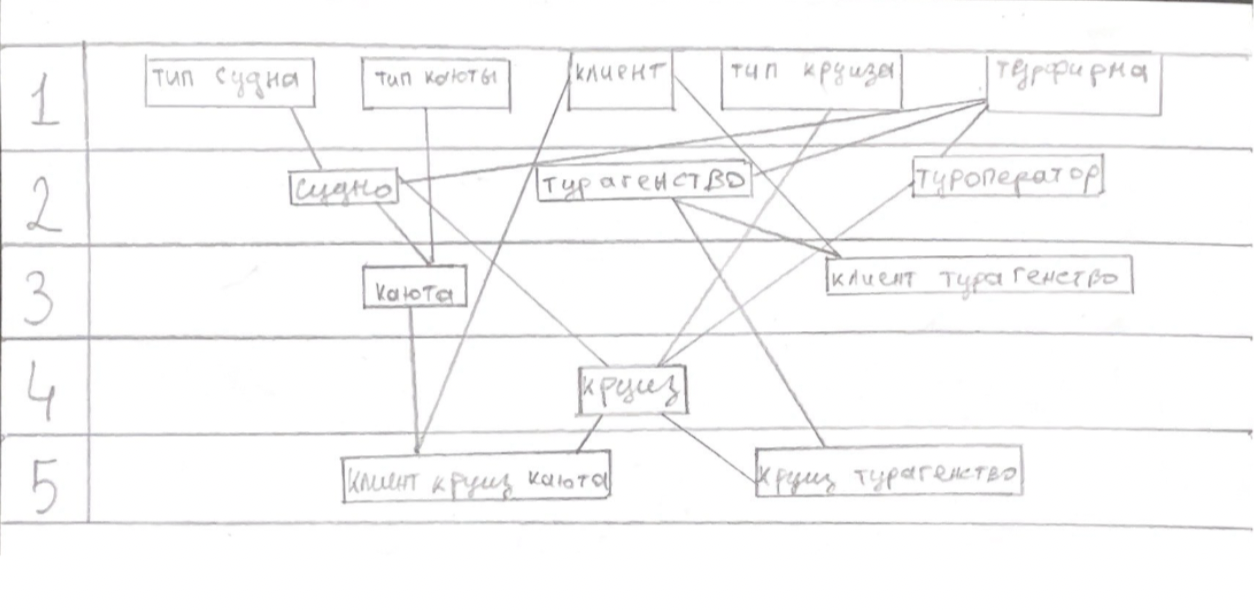 1
тип судна
тип каюты
клиент
тип круиза
турфирма
2
судно
турагенство
туроператор
3
каюта
клиент турагенство
4
круиз
5
клиент круиз каюта
круиз турагенство